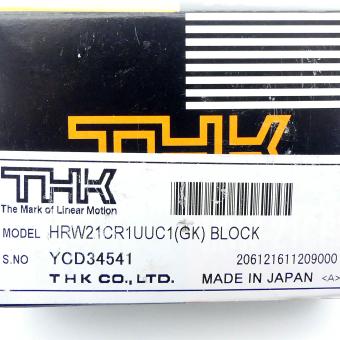 THK
THK
The Mark of Linear Motion
MODEL HRW21CR1UUC1(GK) BLOCK
S.NO YCD34541 206121611209000
THK CO., LTD. MADE IN JAPAN <A>